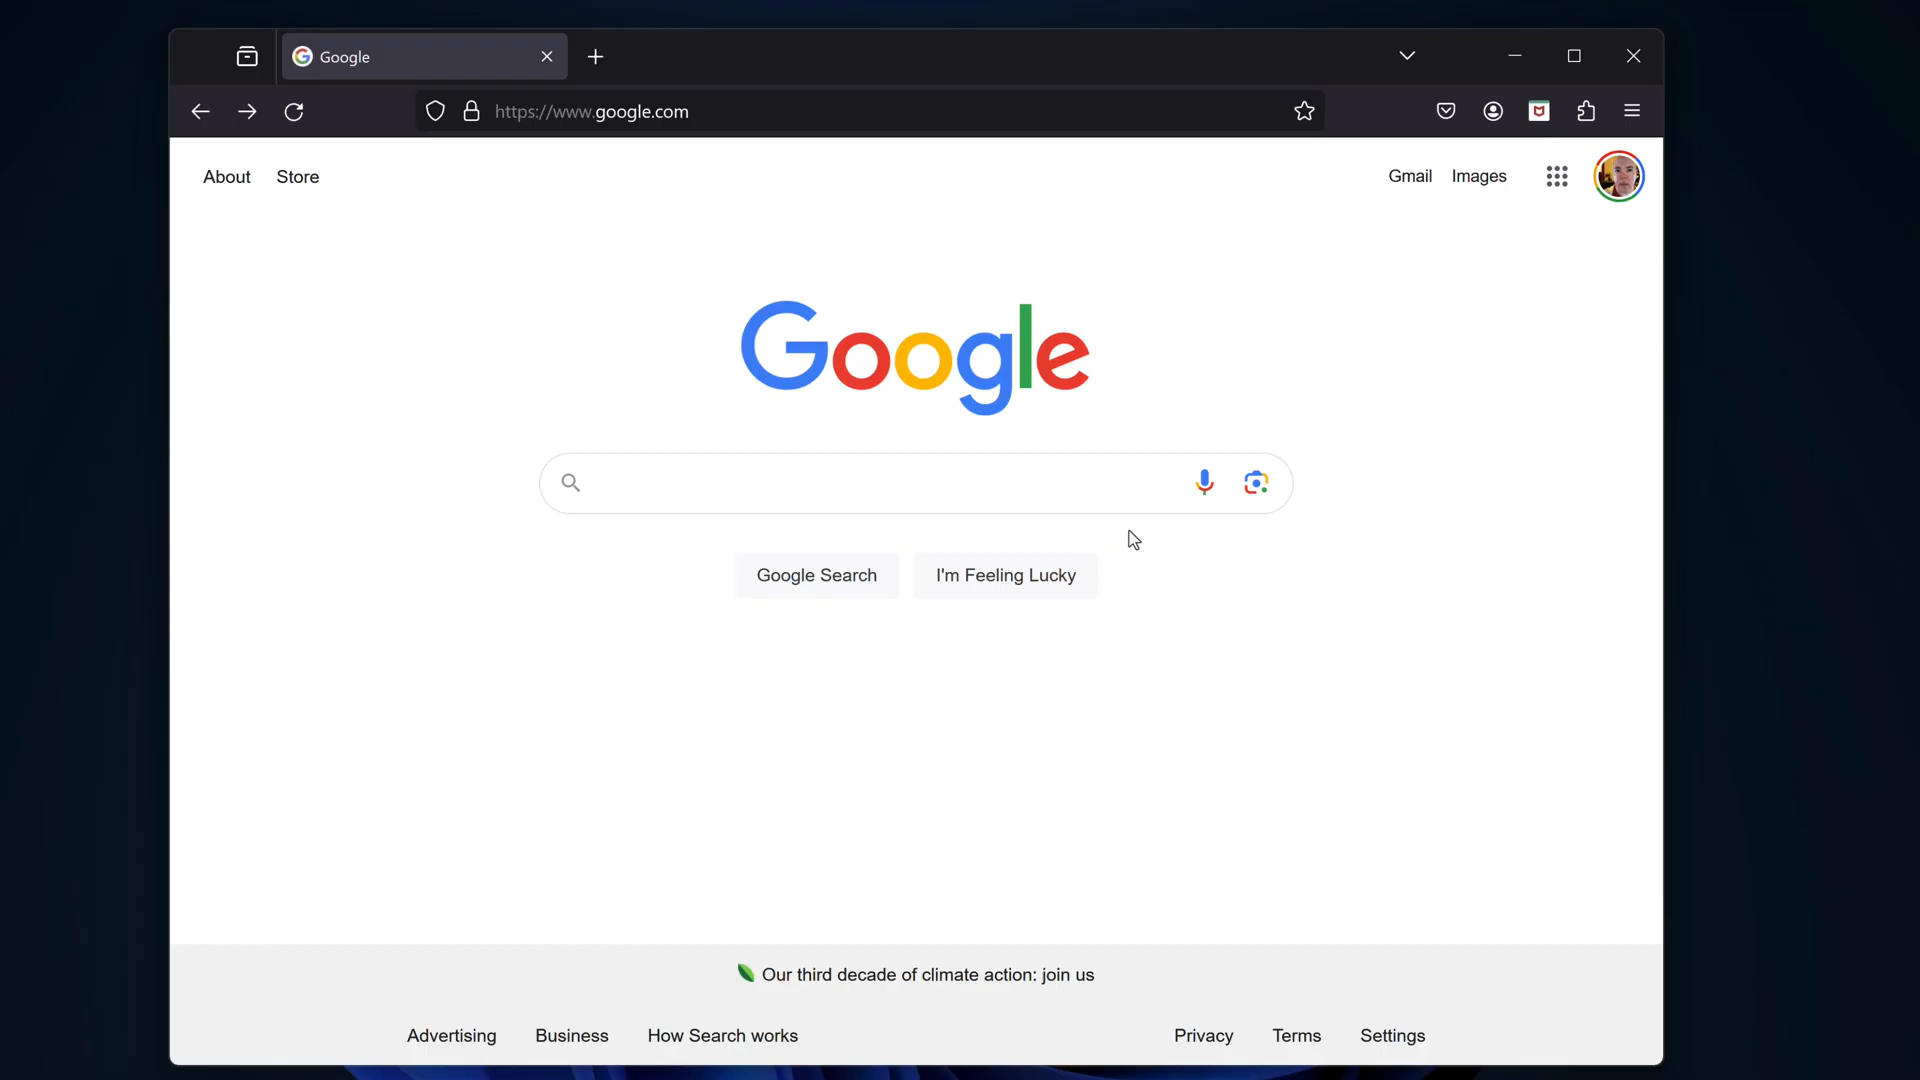 Google
https://www.google.com
About Store
Gmail Images
Google
Google Search I'm Feeling Lucky
Our third decade of climate action: join us
Advertising Business How Search works
Privacy Terms Settings